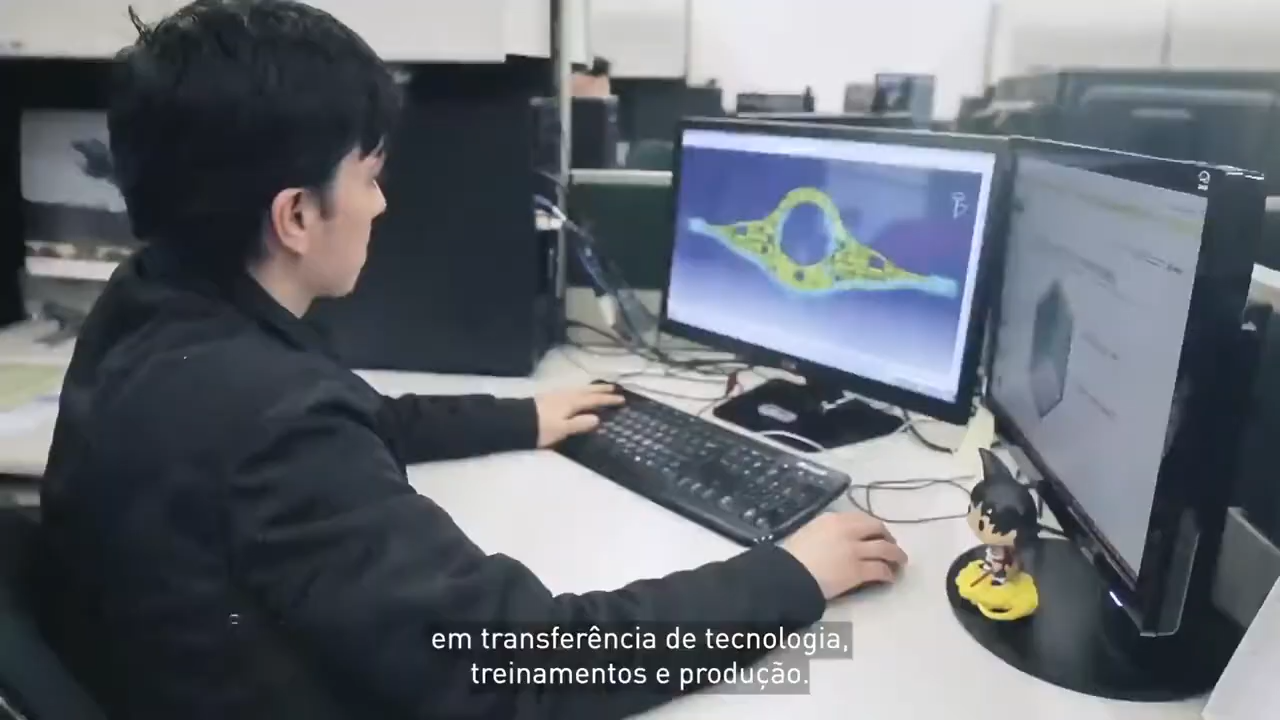 em transferência de tecnologia,
treinamentos e produção.